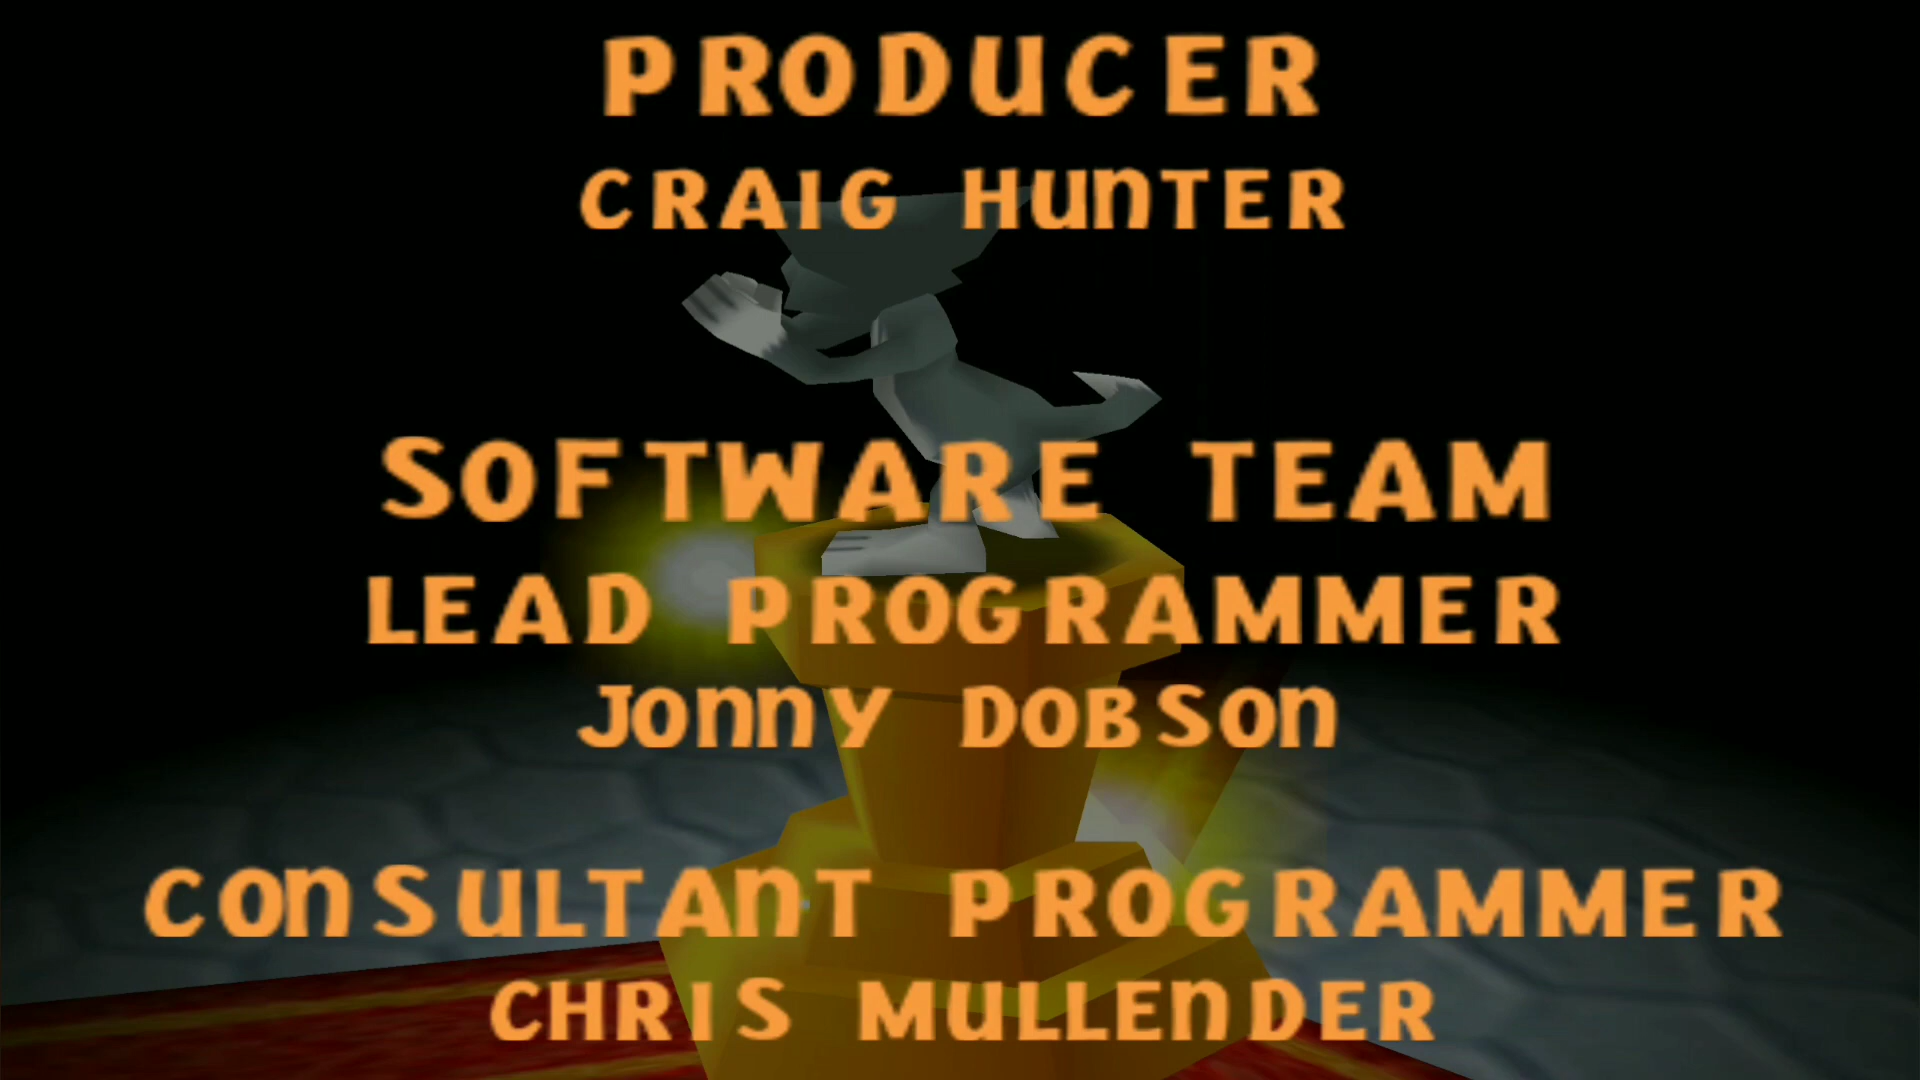 PRODUCER
CRAIG HUNTER
SOFTWARE TEAM
LEAD PROGRAMMER
JONNY DOBSON
CONSULTANT PROGRAMMER
CHRIS MULLENDER